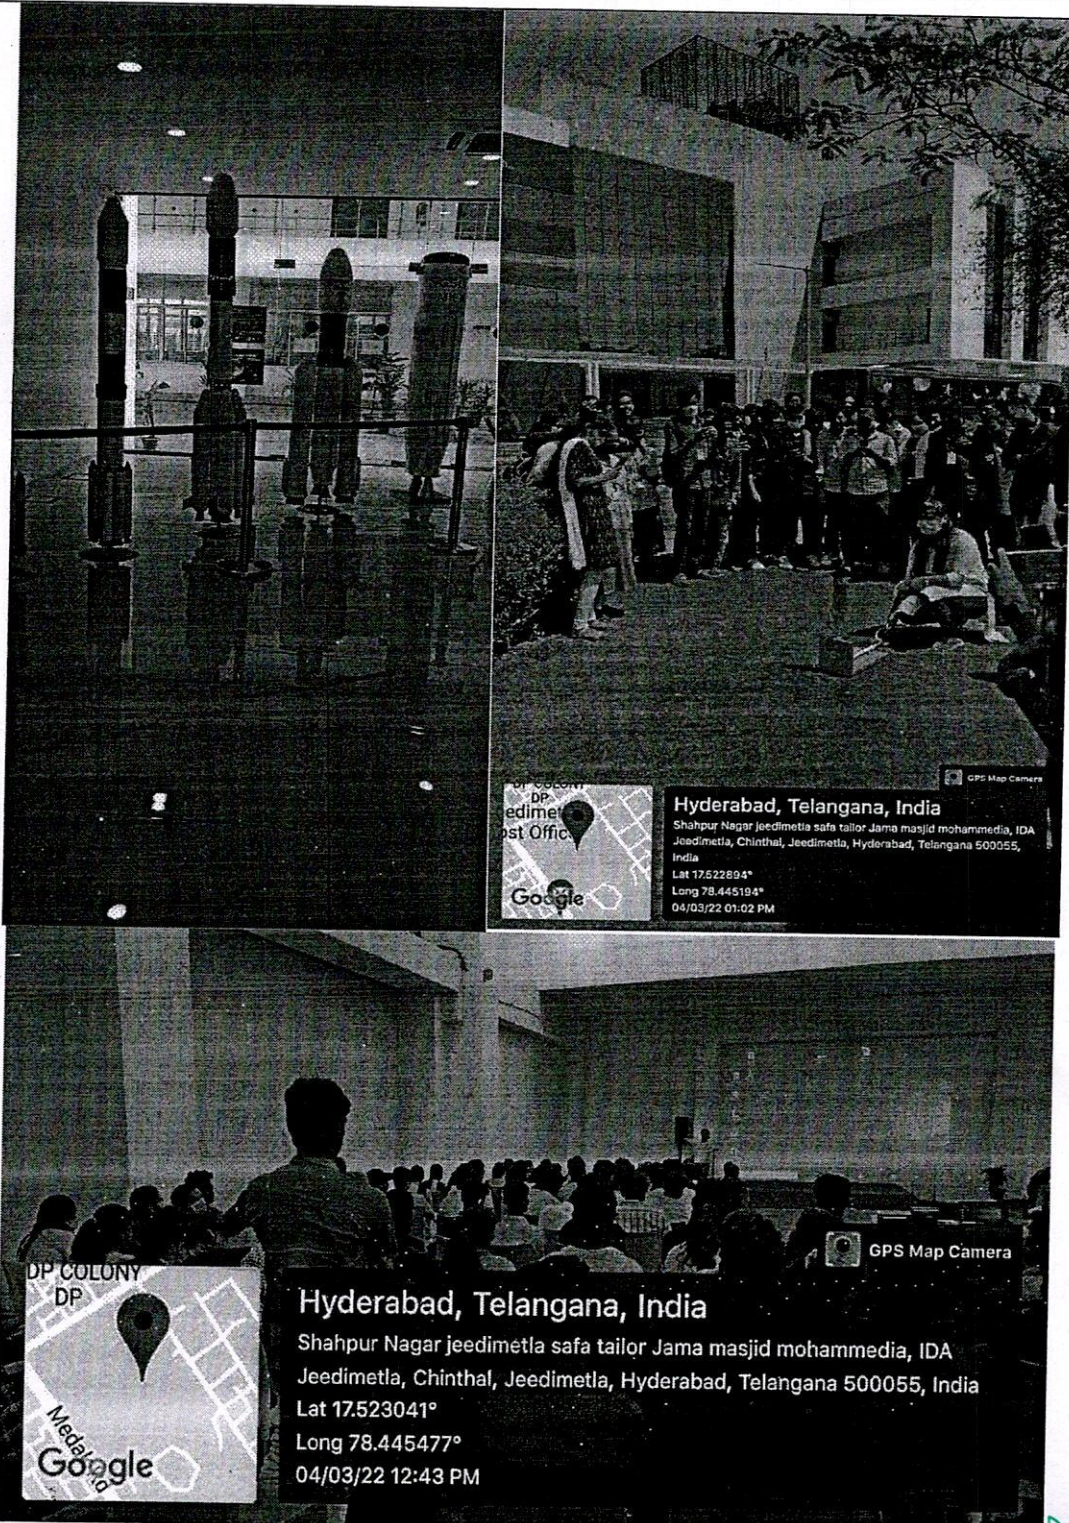 GPS Map Camera
DP COLONY
DP
Google
Hyderabad, Telangana, India
Shahpur Nagar jeedimetla safa tailor Jama masjid mohammedia, IDA
Jeedimetla, Chinthal, Jeedimetla, Hyderabad, Telangana 500055,
India
Lat 17.522894°
Long 78.445194°
04/03/22 01:02 PM
GPS Map Camera
DP COLONY
DP
Google
Hyderabad, Telangana, India
Shahpur Nagar jeedimetla safa tailor Jama masjid mohammedia, IDA
Jeedimetla, Chinthal, Jeedimetla, Hyderabad, Telangana 500055, India
Lat 17.523041°
Long 78.445477°
04/03/22 12:43 PM